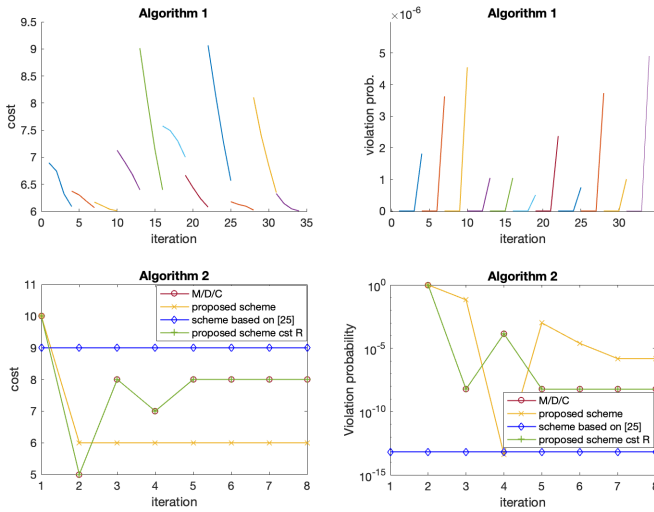 Algorithm 1
9.5
9
8.5
8
7.5
7
6.5
6
cost
0 5 10 15 20 25 30 35
iteration
Algorithm 1
×10⁻⁶
5
4
3
2
1
0
violation prob.
0 5 10 15 20 25 30
iteration
Algorithm 2
11
10
9
8
7
6
5
cost
M/D/C
proposed scheme
scheme based on [25]
proposed scheme cst R
1 2 3 4 5 6 7 8
iteration
Algorithm 2
10⁰
10⁻⁵
10⁻¹⁰
10⁻¹⁵
Violation probability
M/D/C
proposed scheme
scheme based on [25]
proposed scheme cst R
1 2 3 4 5 6 7 8
iteration